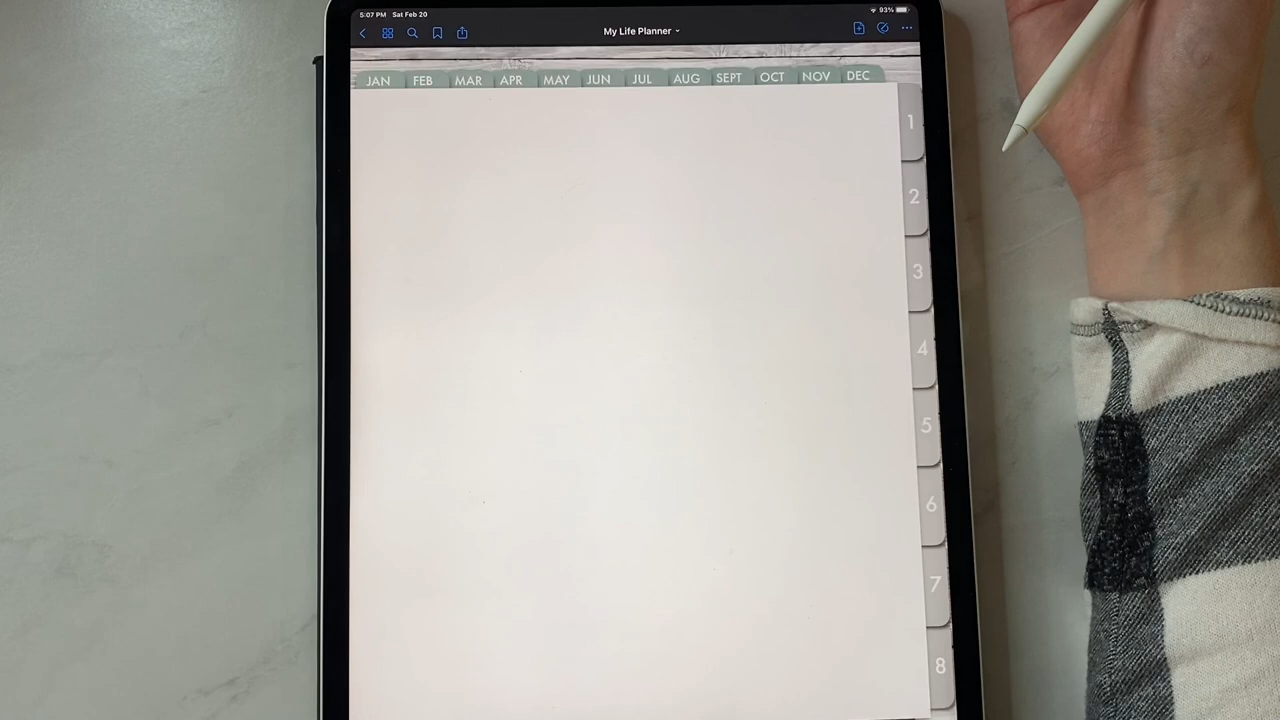 5:07 PM Sat Feb 20 93%
My Life Planner
JAN FEB MAR APR MAY JUN JUL AUG SEPT OCT NOV DEC
1
2
3
4
5
6
7
8